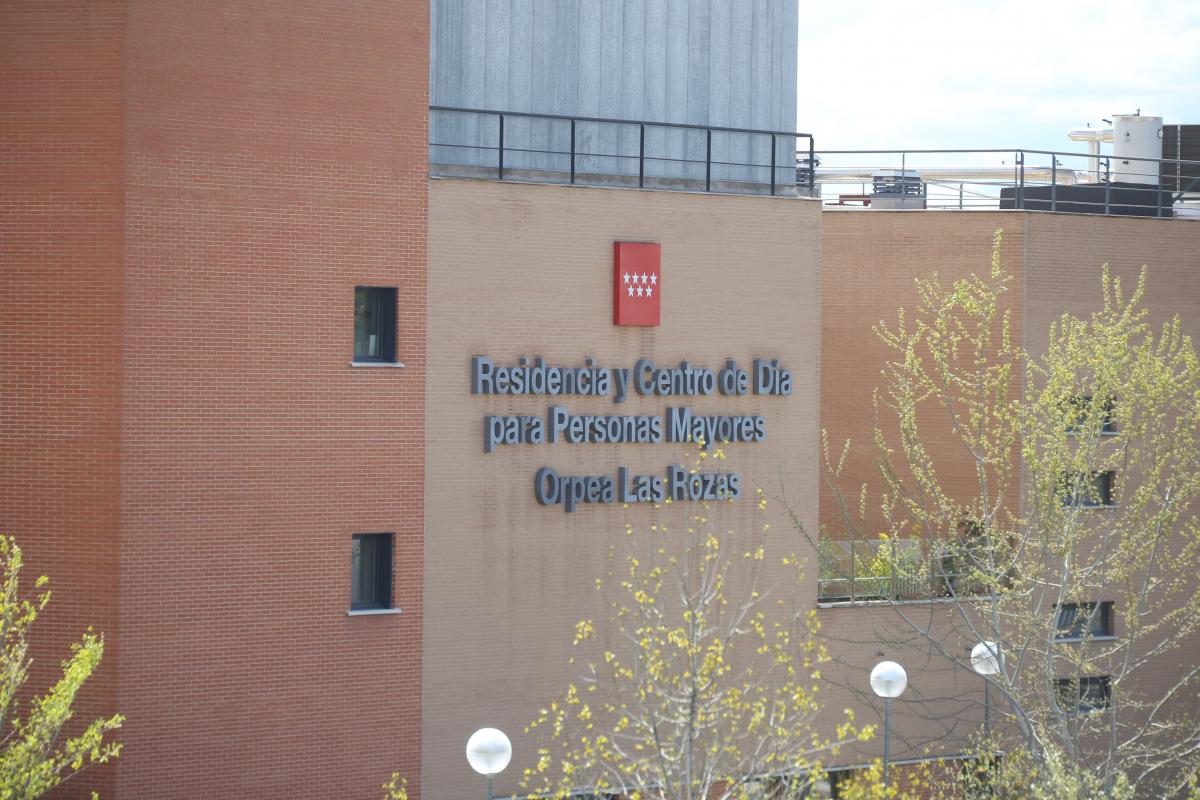 Residencia y Centro de Día
para Personas Mayores
Orpea Las Rozas